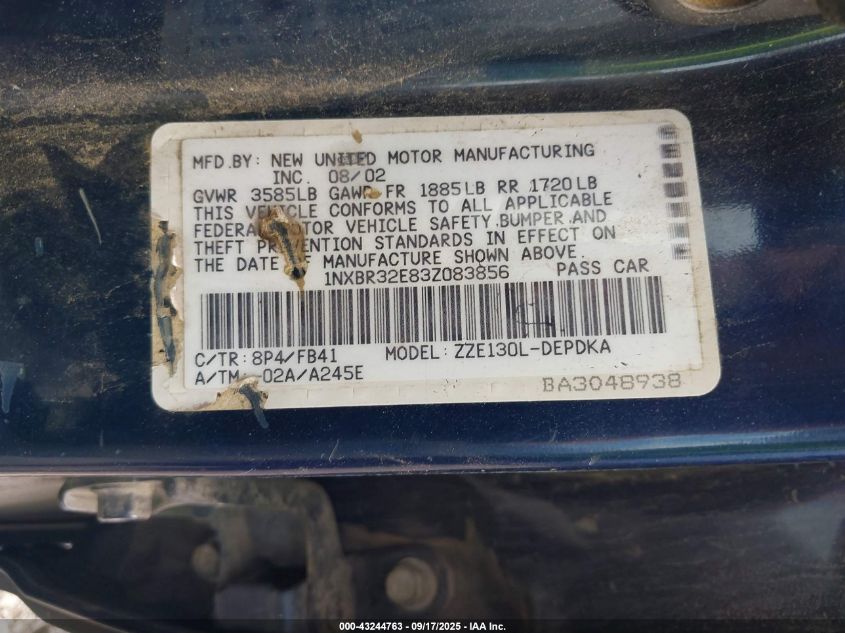 MFD.BY: NEW UNITED MOTOR MANUFACTURING
INC. 08/02
GVWR 3585LB GAWR FR 1885LB RR 1720LB
THIS VEHICLE CONFORMS TO ALL APPLICABLE
FEDERAL MOTOR VEHICLE SAFETY,BUMPER,AND
THEFT PREVENTION STANDARDS IN EFFECT ON
THE DATE OF MANUFACTURE SHOWN ABOVE.
1NXBR32E83Z083856 PASS CAR
C/TR: 8P4/FB41 MODEL: ZZE130L-DEPDKA
A/TM -02A/A245E
BA3048938
000-43244763 - 09/17/2025 - IAA Inc.